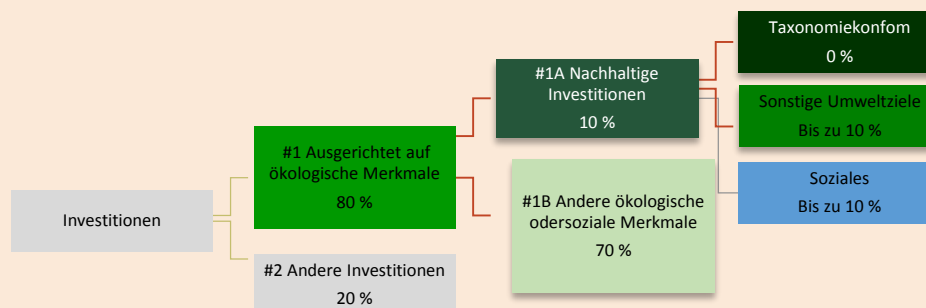 Investitionen
#1 Ausgerichtet auf
ökologische Merkmale
80 %
#2 Andere Investitionen
20 %
#1A Nachhaltige
Investitionen
10 %
#1B Andere ökologische
odersoziale Merkmale
70 %
Taxonomiekonfom
0 %
Sonstige Umweltziele
Bis zu 10 %
Soziales
Bis zu 10 %